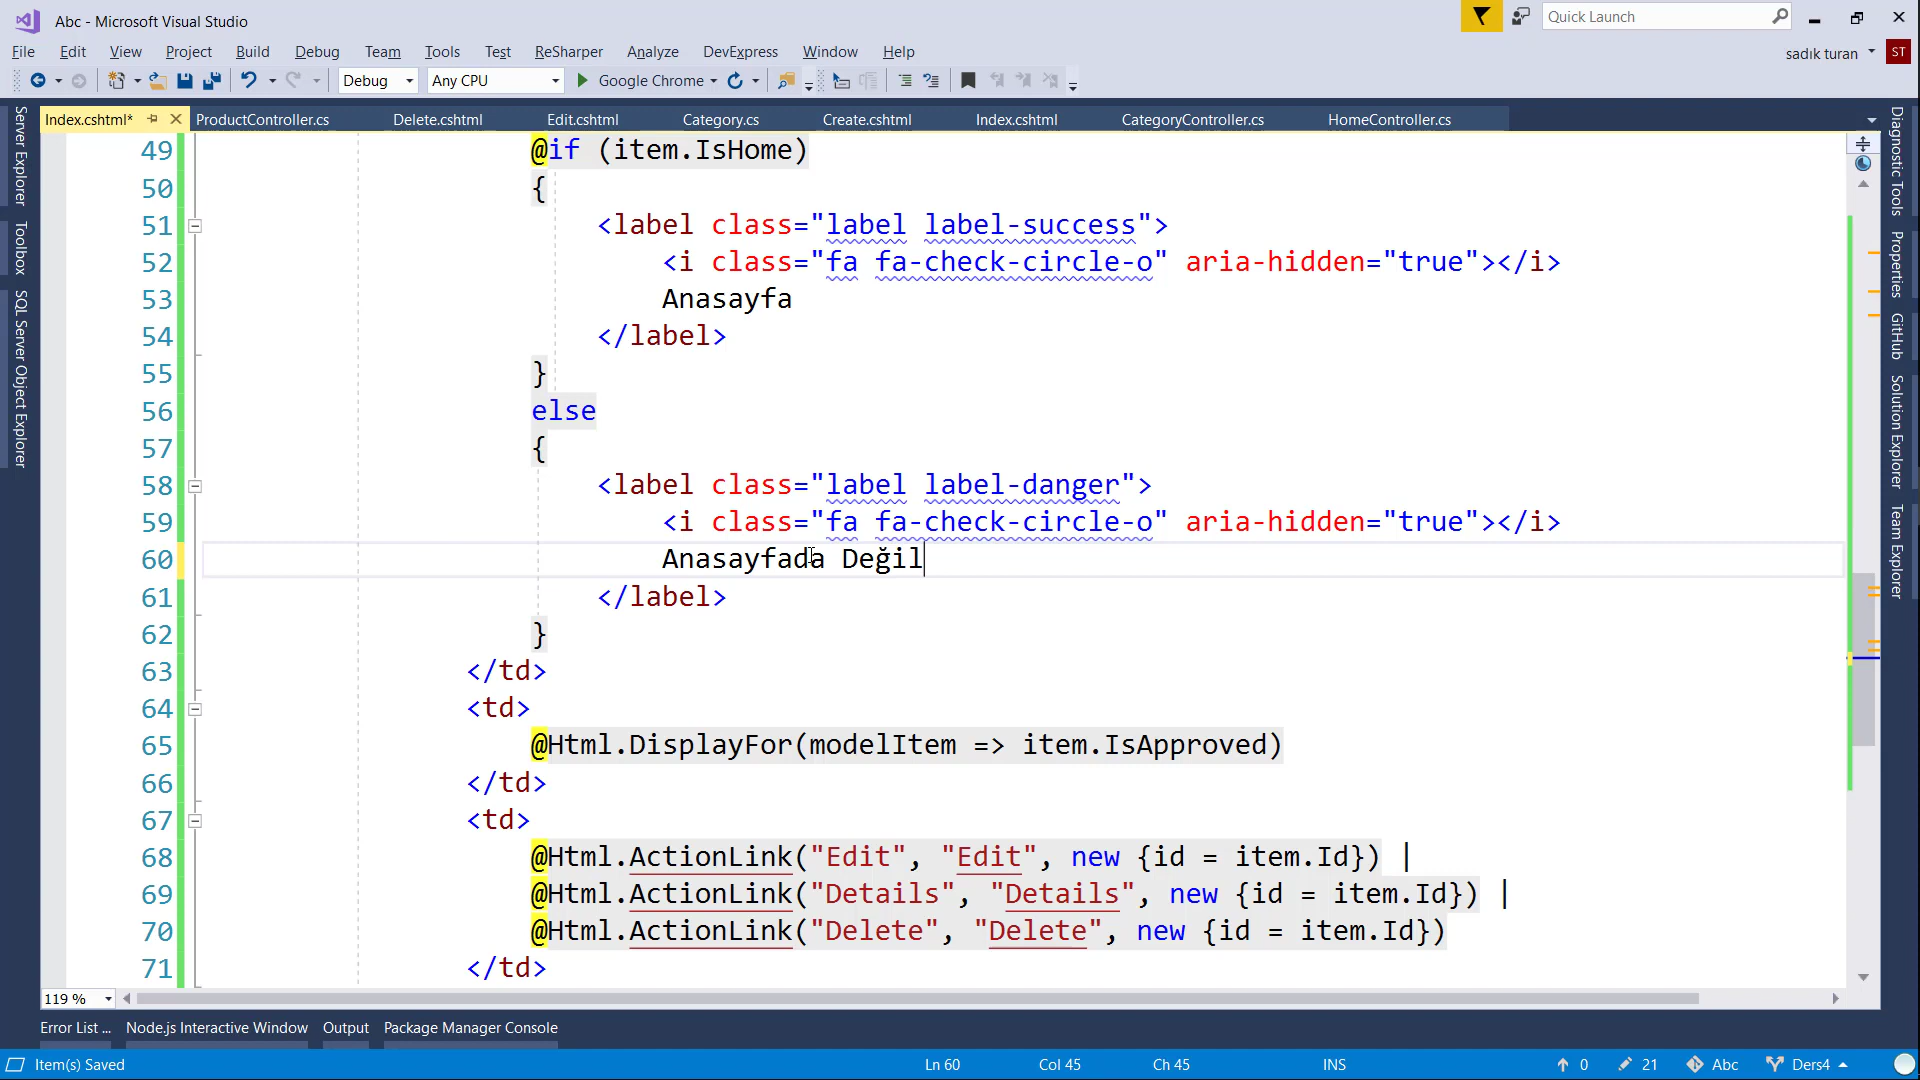 Abc - Microsoft Visual Studio
Quick Launch
File Edit View Project Build Debug Team Tools Test ReSharper Analyze DevExpress Window Help
sadık turan ST
Debug Any CPU Google Chrome
Index.cshtml* ProductController.cs Delete.cshtml Edit.cshtml Category.cs Create.cshtml Index.cshtml CategoryController.cs HomeController.cs
Server Explorer
Toolbox
SQL Server Object Explorer
49 @if (item.IsHome)
50 {
51 <label class="label label-success">
52 <i class="fa fa-check-circle-o" aria-hidden="true"></i>
53 Anasayfa
54 </label>
55 }
56 else
57 {
58 <label class="label label-danger">
59 <i class="fa fa-check-circle-o" aria-hidden="true"></i>
60 Anasayfada Değil
61 </label>
62 }
63 </td>
64 <td>
65 @Html.DisplayFor(modelItem => item.IsApproved)
66 </td>
67 <td>
68 @Html.ActionLink("Edit", "Edit", new {id = item.Id}) |
69 @Html.ActionLink("Details", "Details", new {id = item.Id}) |
70 @Html.ActionLink("Delete", "Delete", new {id = item.Id})
71 </td>
Diagnostic Tools
Properties
GitHub
Solution Explorer
Team Explorer
119 %
Error List ... Node.js Interactive Window Output Package Manager Console
Item(s) Saved Ln 60 Col 45 Ch 45 INS 0 21 Abc Ders4